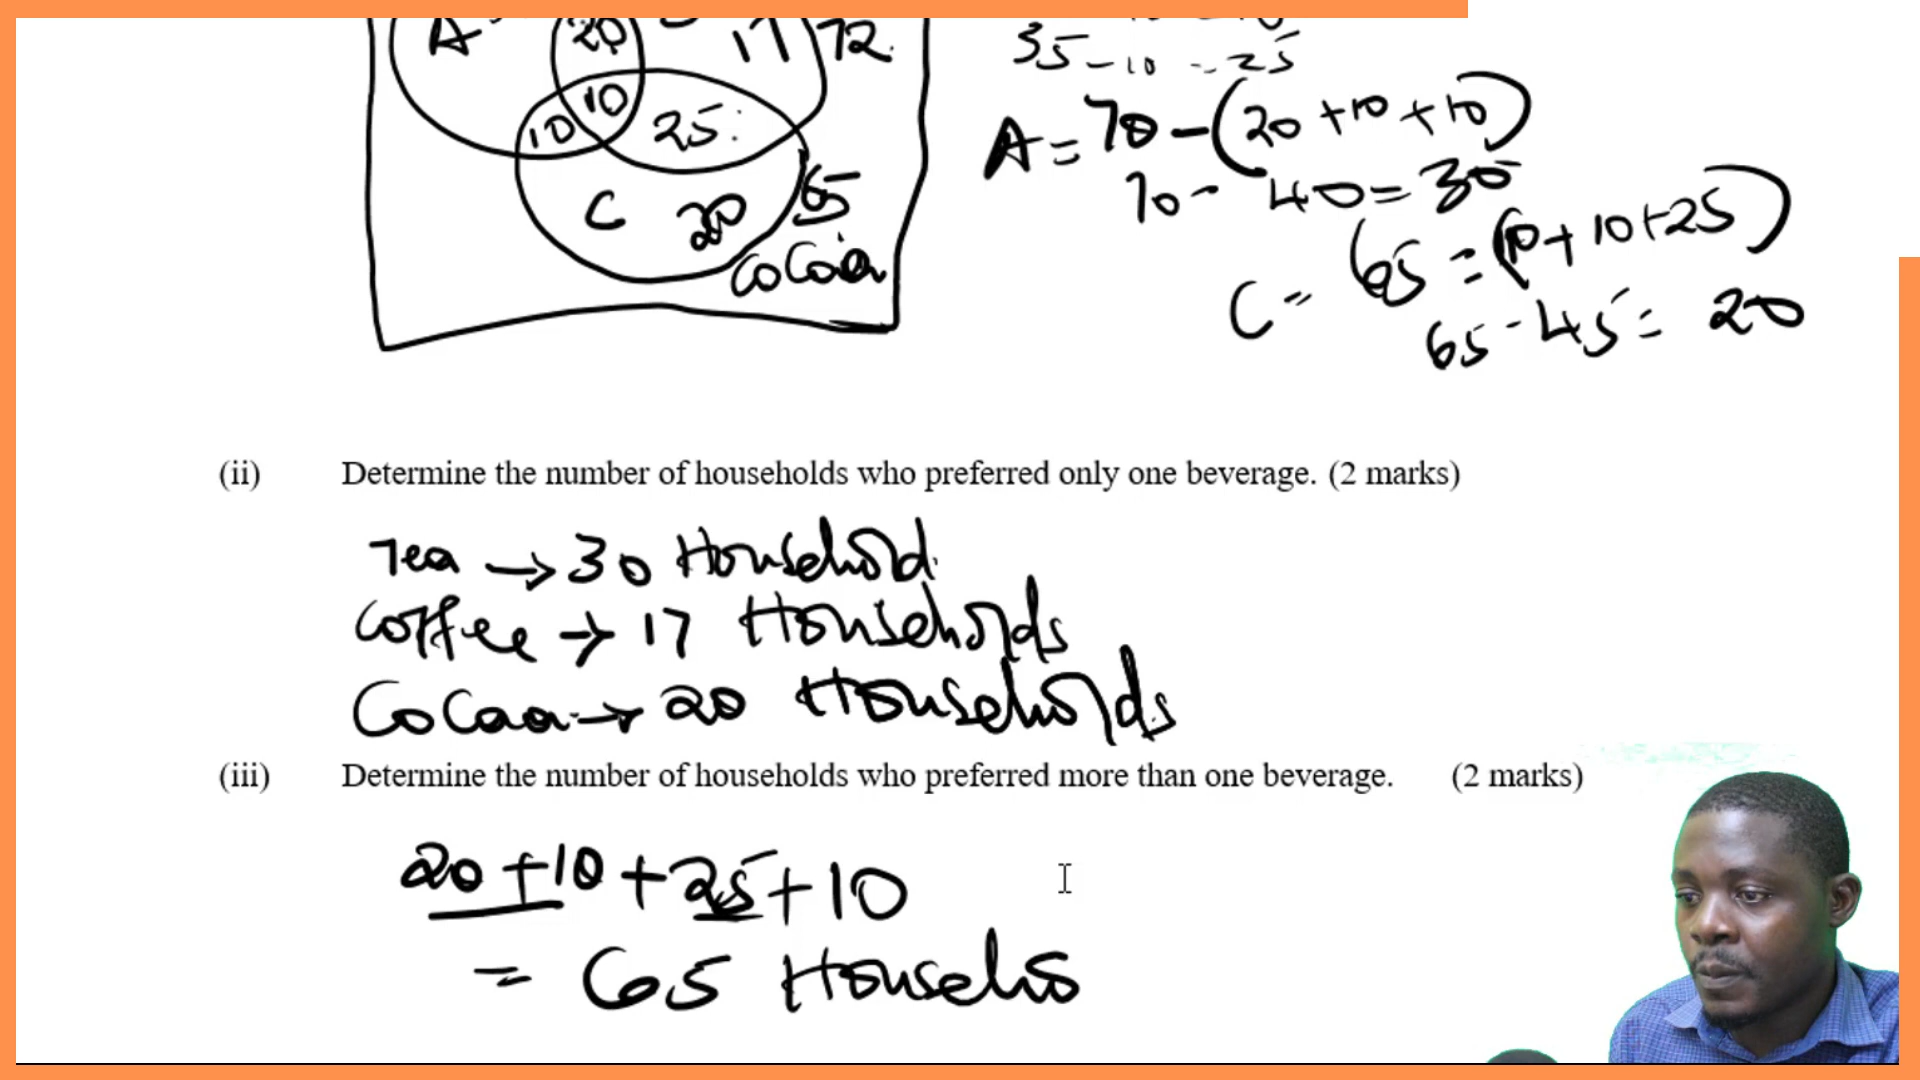 A 20 17 72
35 - 10 = 25
10 10 25
A = 70 - (20 + 10 + 10)
70 - 40 = 30
C 20 65
Cocoa
C = 65 = (10 + 10 + 25)
65 - 45 = 20
(ii) Determine the number of households who preferred only one beverage. (2 marks)
Tea → 30 Household
Coffee → 17 Households
Cocaa → 20 Households
(iii) Determine the number of households who preferred more than one beverage. (2 marks)
20 + 10 + 25 + 10
= 65 Househo